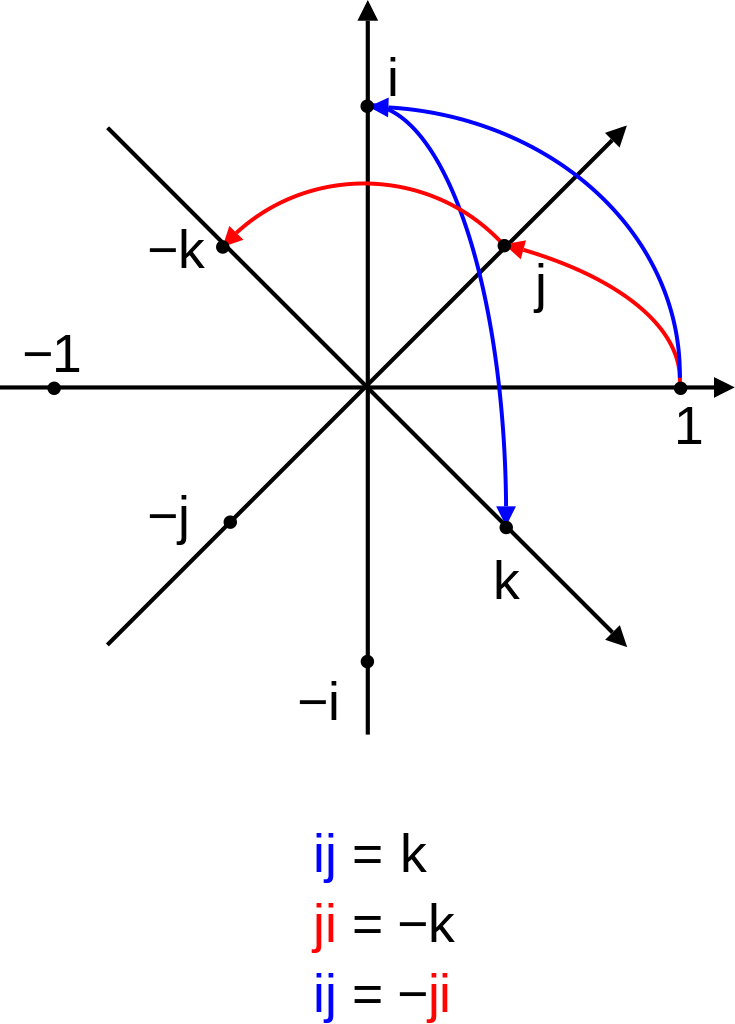 i
−k
j
−1
1
−j
k
−i
ij = k
ji = −k
ij = −ji